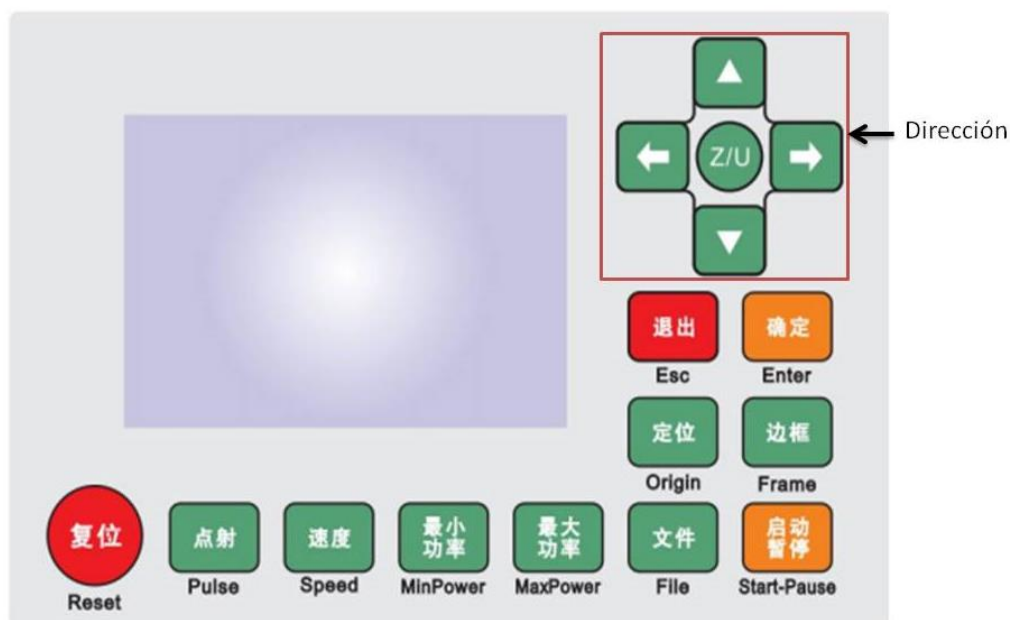 Z/U
Dirección
退出
确定
Esc
Enter
定位
边框
Origin
Frame
复位
点射
速度
最小
功率
最大
功率
文件
启动
暂停
Reset
Pulse
Speed
MinPower
MaxPower
File
Start-Pause